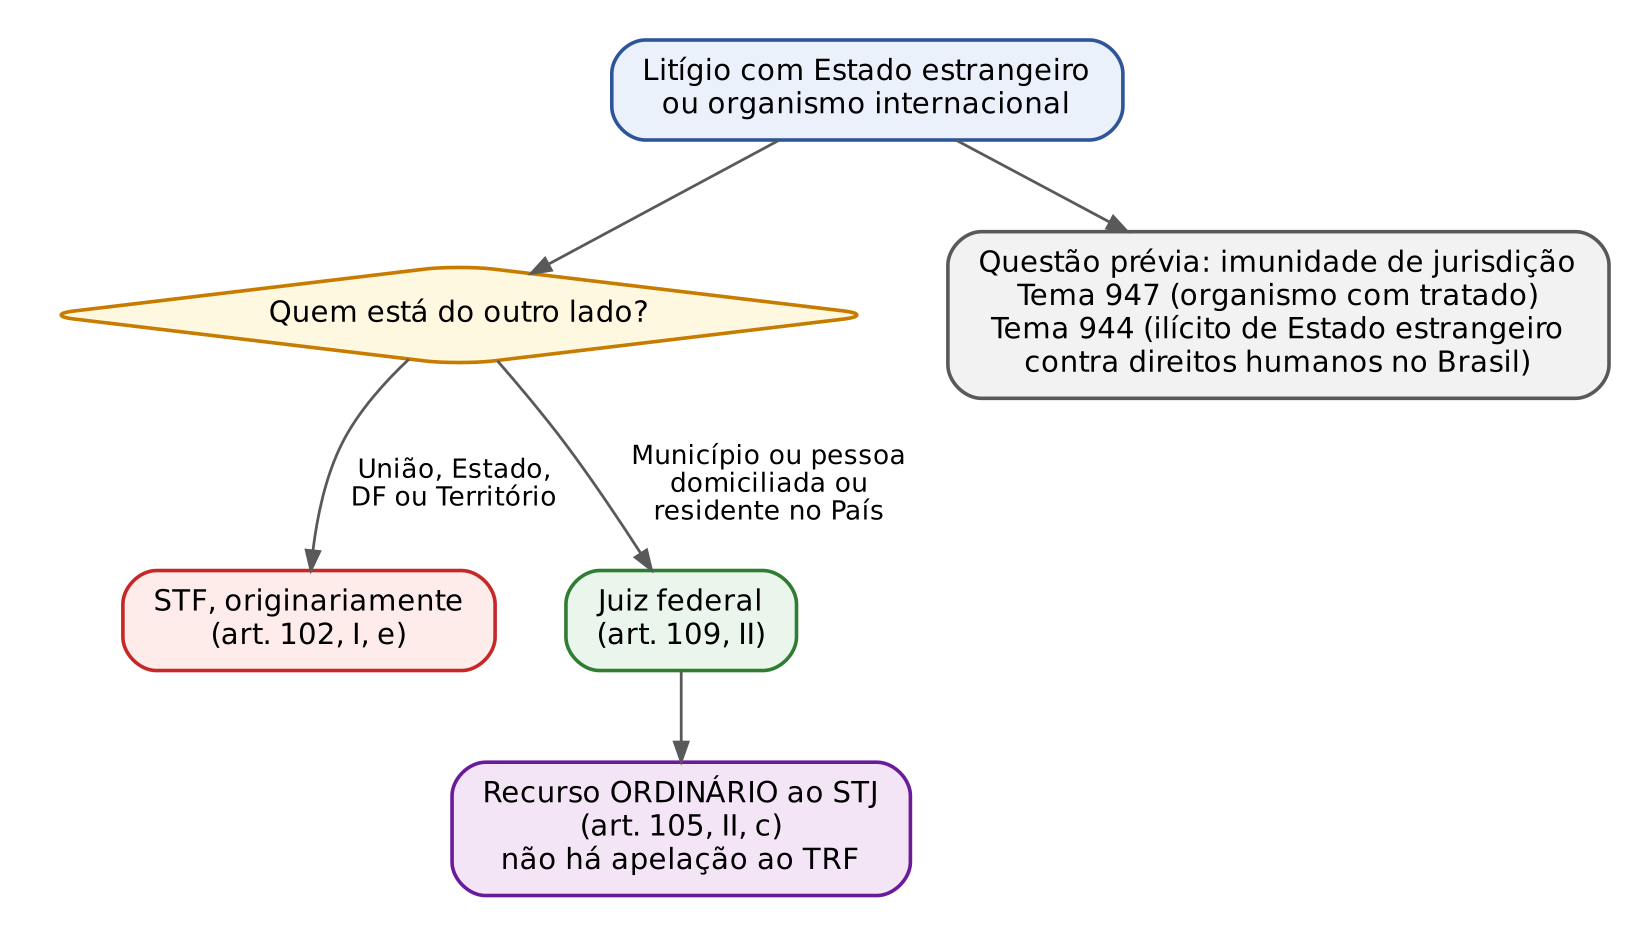 Litígio com Estado estrangeiro
ou organismo internacional
Questão prévia: imunidade de jurisdição
Tema 947 (organismo com tratado)
Tema 944 (ilícito de Estado estrangeiro
contra direitos humanos no Brasil)
Quem está do outro lado?
União, Estado,
DF ou Território
Município ou pessoa
domiciliada ou
residente no País
STF, originariamente
(art. 102, I, e)
Juiz federal
(art. 109, II)
Recurso ORDINÁRIO ao STJ
(art. 105, II, c)
não há apelação ao TRF